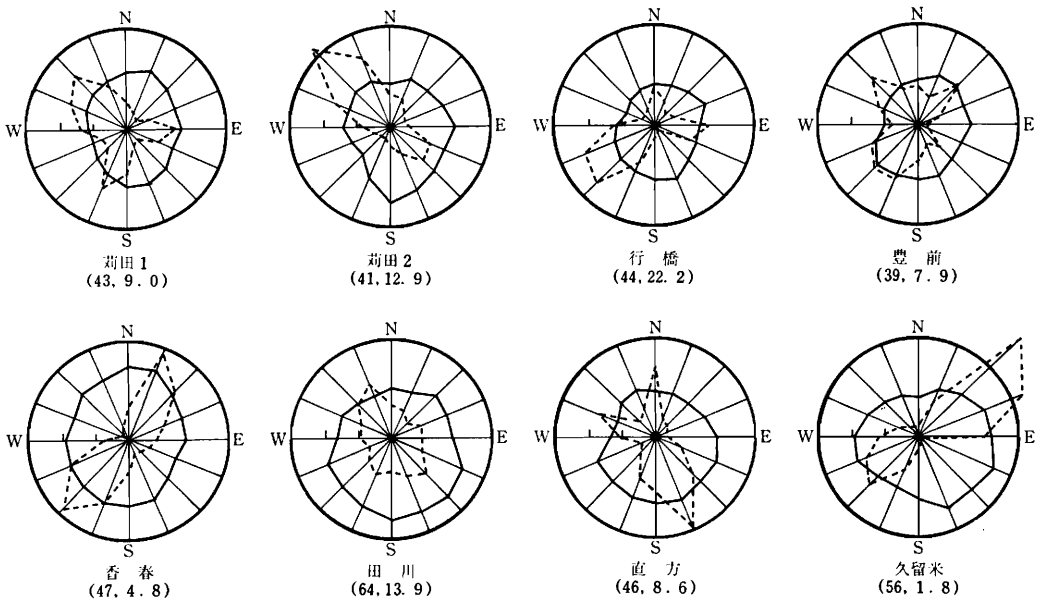 N
N
N
N
W
E
W
E
W
E
W
E
S
S
S
S
苅田1
苅田2
行橋
豊前
(43, 9.0)
(41, 12.9)
(44, 22.2)
(39, 7.9)
N
N
N
N
W
E
W
E
W
E
W
E
S
S
S
S
香春
田川
直方
久留米
(47, 4.8)
(64, 13.9)
(46, 8.6)
(56, 1.8)